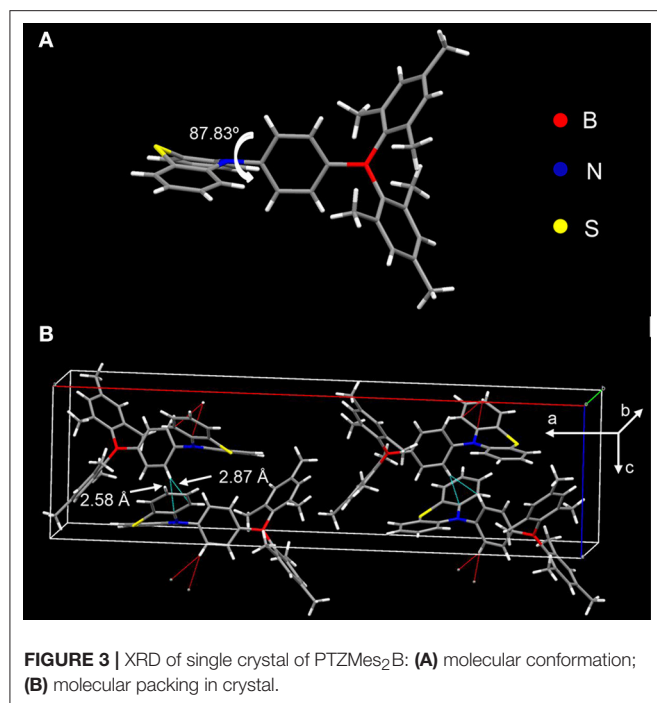 A
87.83º
B
N
S
B
a
b
c
2.58 Å
2.87 Å
FIGURE 3 | XRD of single crystal of PTZMes₂B: (A) molecular conformation;
(B) molecular packing in crystal.